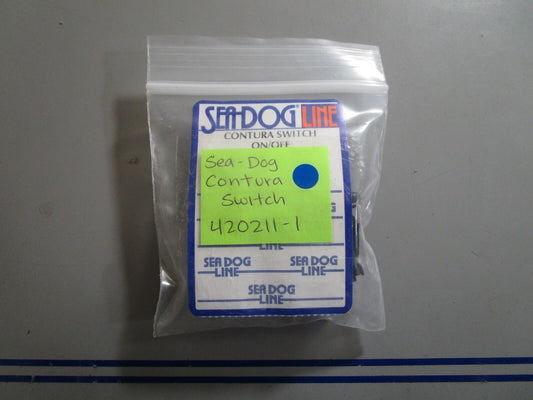 SEA-DOG LINE
CONTURA SWITCH
ON/OFF
Sea-Dog
Contura
Switch
420211-1
LINE
SEA DOG
LINE
SEA DOG
LINE
SEA DOG
LINE